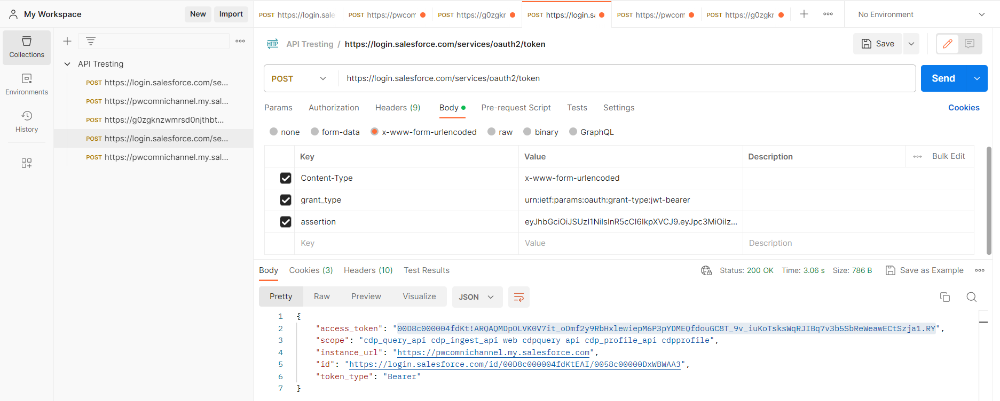 My Workspace
New
Import
POST https://login.sale
POST https://pwcom
POST https://g0zgkr
POST https://login.sa
POST https://pwcom
POST https://g0zgkr
No Environment
Collections
Environments
History
API Tresting
POST https://login.salesforce.com/se...
POST https://pwcomnichannel.my.sal...
POST https://g0zgknzwmrsd0njthbt...
POST https://login.salesforce.com/se...
POST https://pwcomnichannel.my.sal...
HTTP API Tresting / https://login.salesforce.com/services/oauth2/token
Save
POST https://login.salesforce.com/services/oauth2/token
Send
Params Authorization Headers (9) Body Pre-request Script Tests Settings
Cookies
none form-data x-www-form-urlencoded raw binary GraphQL
Key Value Description Bulk Edit
Content-Type x-www-form-urlencoded
grant_type urn:ietf:params:oauth:grant-type:jwt-bearer
assertion eyJhbGciOiJSUzI1NiIsInR5cCI6IkpXVCJ9.eyJpc3MiOiIz...
Key Value Description
Body Cookies (3) Headers (10) Test Results
Status: 200 OK Time: 3.06 s Size: 786 B Save as Example
Pretty Raw Preview Visualize JSON
1 {
2 "access_token": "00D8c000004fdKt!ARQAQMDpOLVK0V7it_oDmf2y9RbHxlewiepM6P3pYDMEQfdouGC8T_9v_iuKoTsksWqRJIBq7v3b5SbReWeawECtSzja1.RY",
3 "scope": "cdp_query_api cdp_ingest_api web cdpquery api cdp_profile_api cdpprofile",
4 "instance_url": "https://pwcomnichannel.my.salesforce.com",
5 "id": "https://login.salesforce.com/id/00D8c000004fdKtEAI/0058c00000DxWBWAA3",
6 "token_type": "Bearer"
7 }